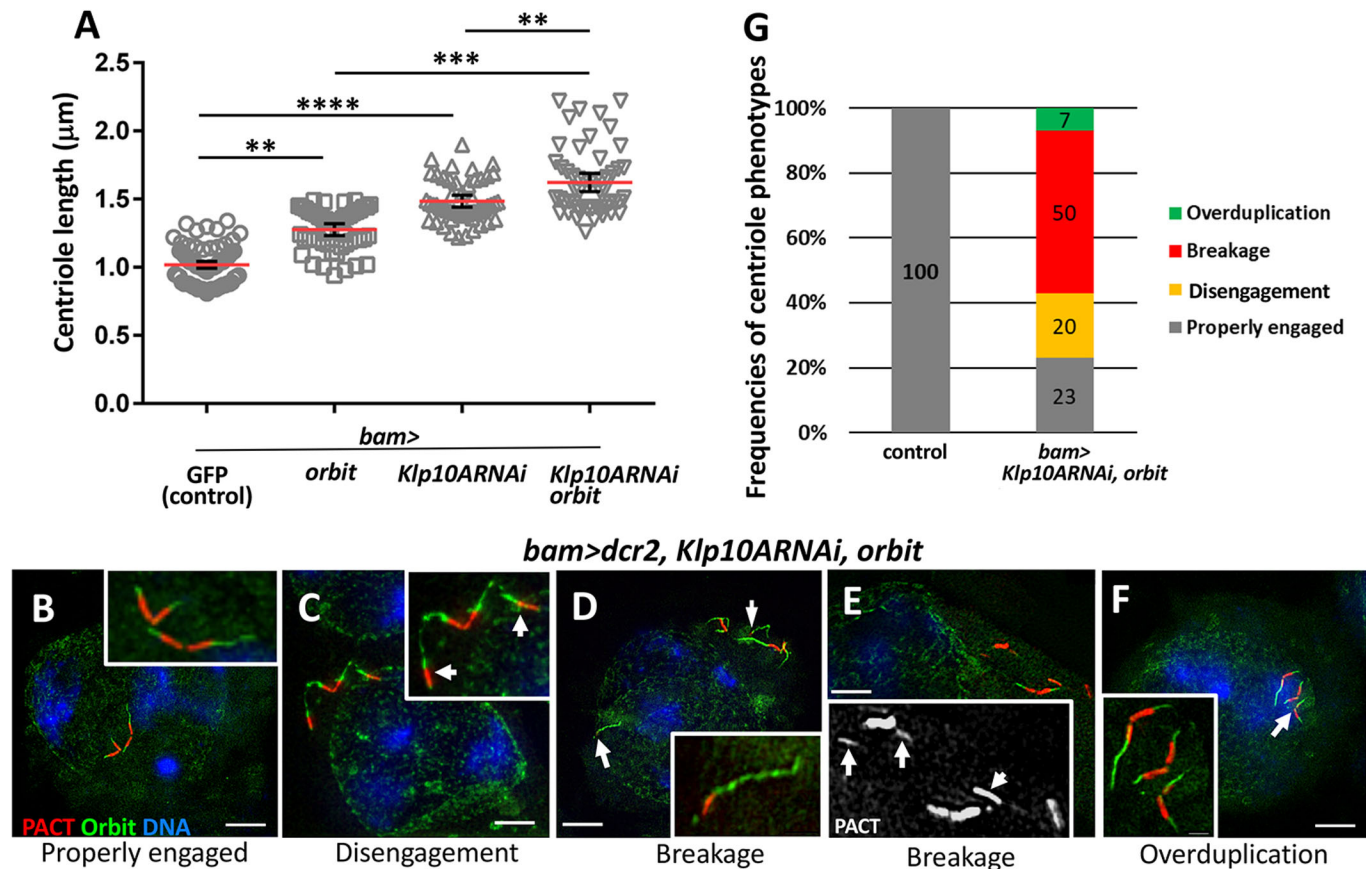 A
Centriole length (μm)
2.5
2.0
1.5
1.0
0.5
0.0
**
***
****
**
bam>
GFP
(control)
orbit
Klp10ARNAi
Klp10ARNAi
orbit
G
Frequencies of centriole phenotypes
100%
80%
60%
40%
20%
0%
100
7
50
20
23
control
bam>
Klp10ARNAi, orbit
Overduplication
Breakage
Disengagement
Properly engaged
bam>dcr2, Klp10ARNAi, orbit
B
PACT Orbit DNA
Properly engaged
C
Disengagement
D
Breakage
E
PACT
Breakage
F
Overduplication